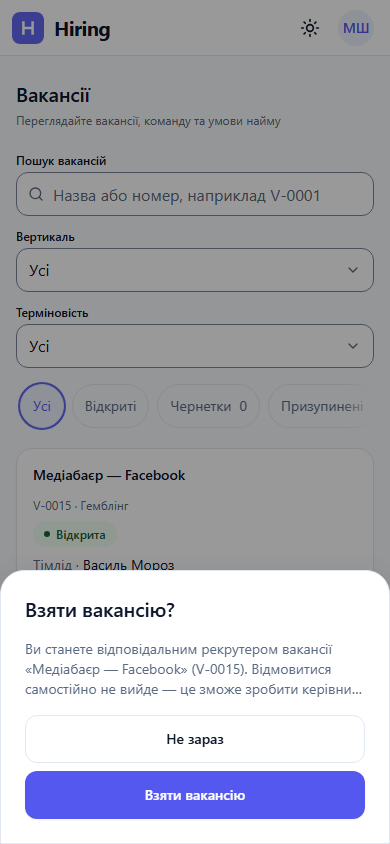 H Hiring МШ
Вакансії
Переглядайте вакансії, команду та умови найму
Пошук вакансій
Назва або номер, наприклад V-0001
Вертикаль
Усі
Терміновість
Усі
Усі Відкриті Чернетки 0 Призупинені
Медіабаєр — Facebook
V-0015 · Гемблінг
Відкрита
Тімлід · Василь Мороз
Взяти вакансію?
Ви станете відповідальним рекрутером вакансії
«Медіабаєр — Facebook» (V-0015). Відмовитися
самостійно не вийде — це зможе зробити керівни...
Не зараз
Взяти вакансію